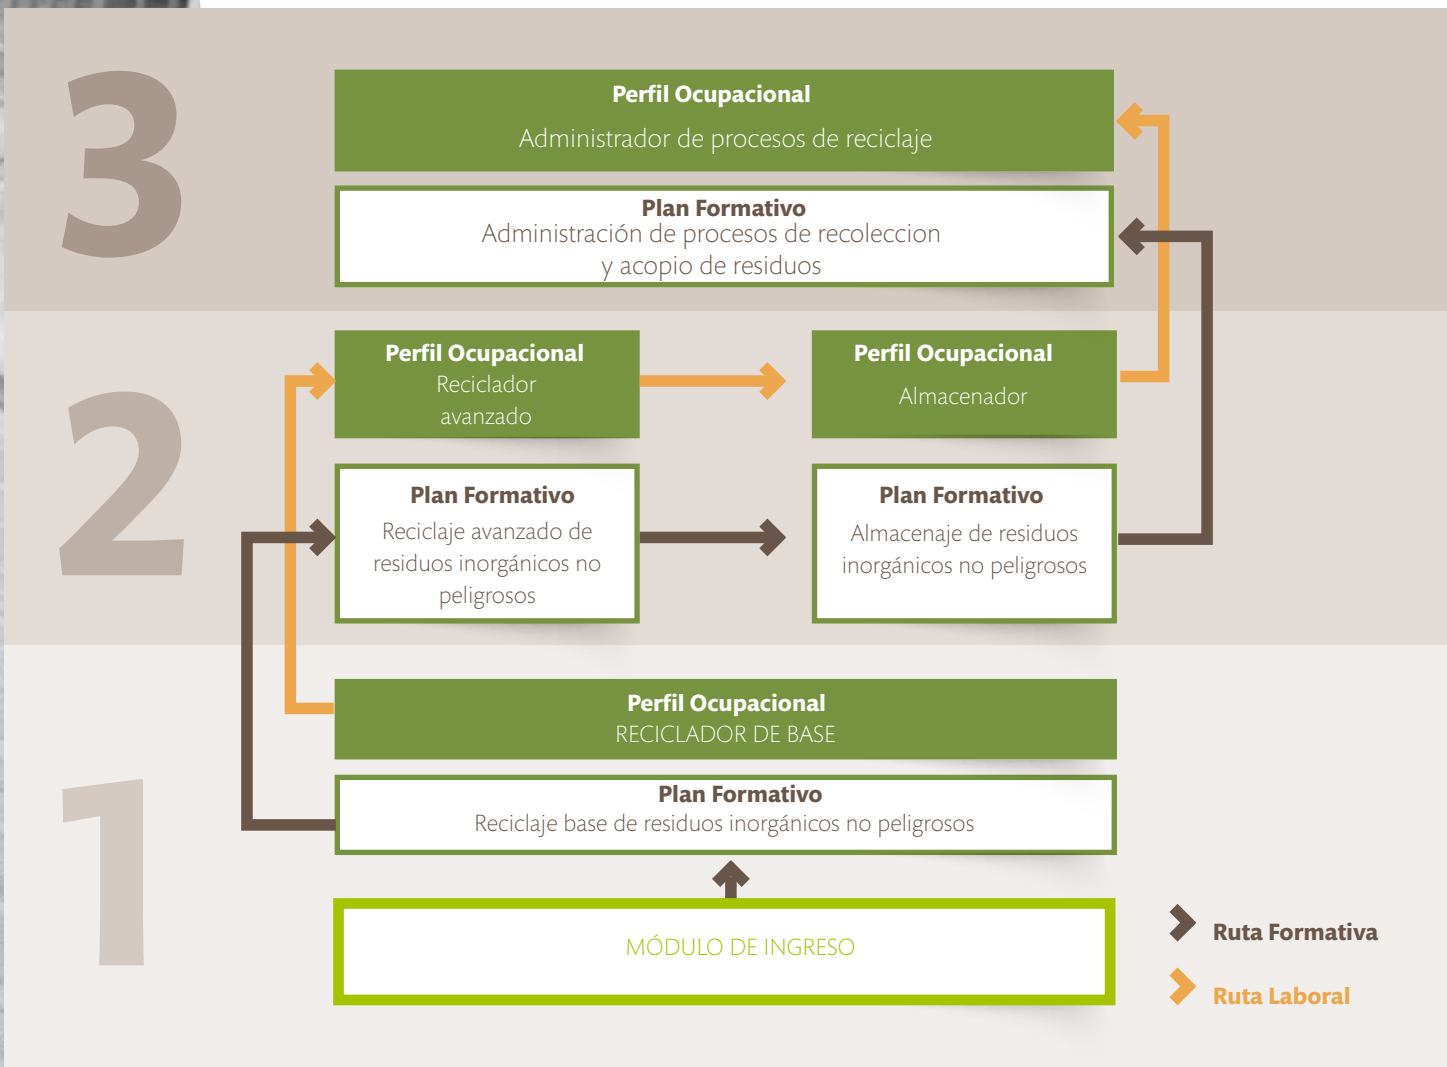 3
Perfil Ocupacional
Administrador de procesos de reciclaje
Plan Formativo
Administración de procesos de recoleccion
y acopio de residuos
2
Perfil Ocupacional
Reciclador
avanzado
Perfil Ocupacional
Almacenador
Plan Formativo
Reciclaje avanzado de
residuos inorgánicos no
peligrosos
Plan Formativo
Almacenaje de residuos
inorgánicos no peligrosos
1
Perfil Ocupacional
RECICLADOR DE BASE
Plan Formativo
Reciclaje base de residuos inorgánicos no peligrosos
MÓDULO DE INGRESO
Ruta Formativa
Ruta Laboral